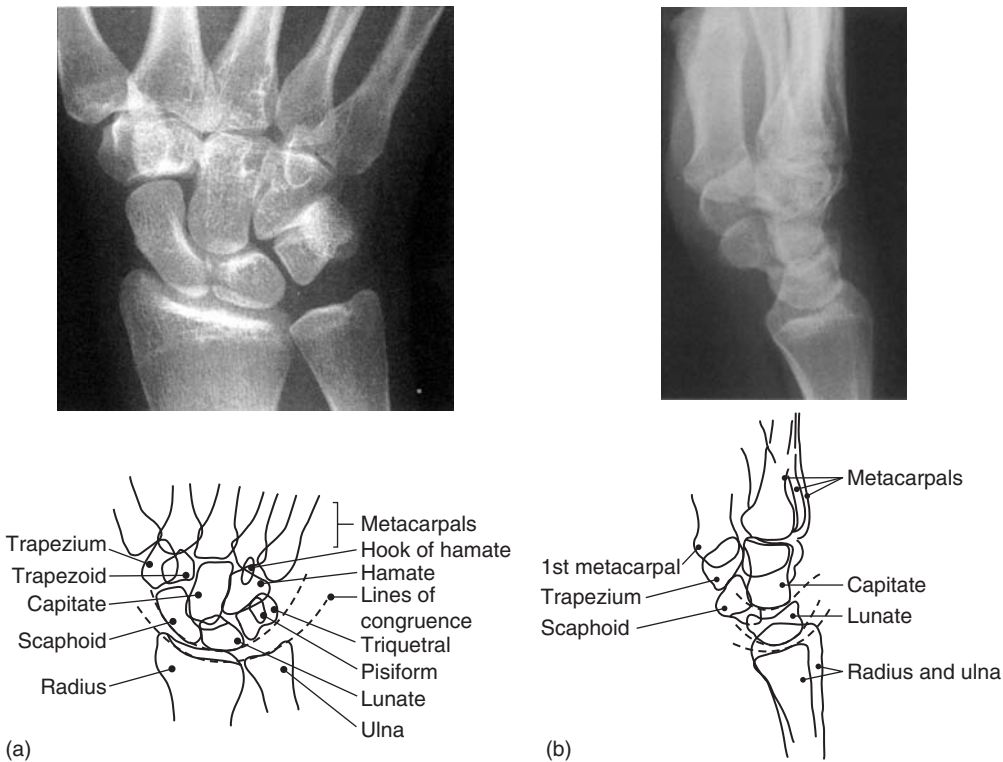 Trapezium
Trapezoid
Capitate
Scaphoid
Radius
Metacarpals
Hook of hamate
Hamate
Lines of
congruence
Triquetral
Pisiform
Lunate
Ulna
(a)
1st metacarpal
Trapezium
Scaphoid
Metacarpals
Capitate
Lunate
Radius and ulna
(b)